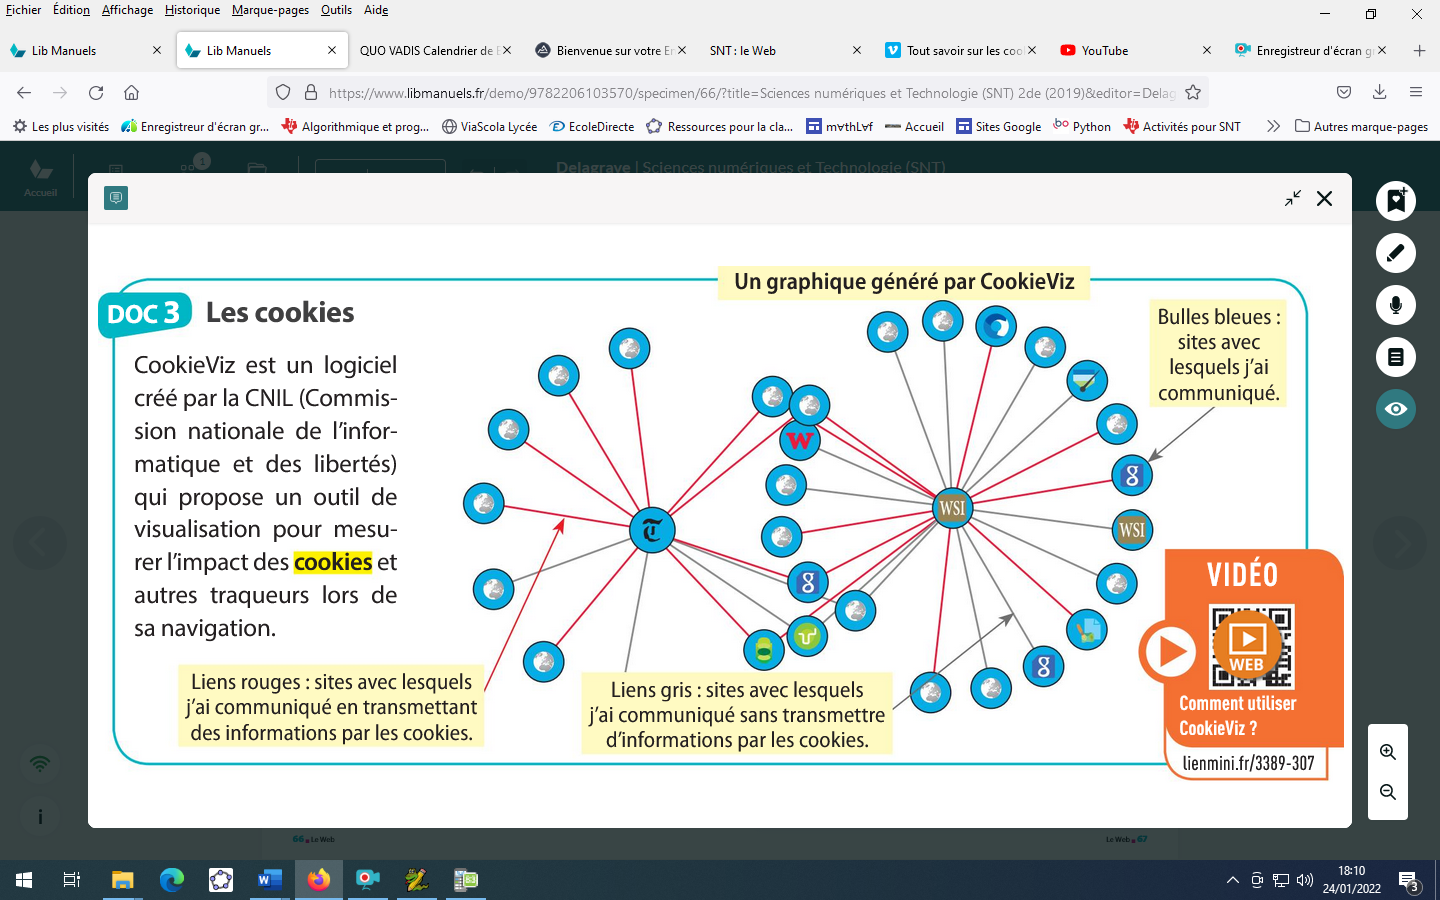 Fichier Édition Affichage Historique Marque-pages Outils Aide
Lib Manuels
Lib Manuels
QUO VADIS Calendrier de
Bienvenue sur votre
SNT : le Web
Tout savoir sur les
YouTube
Enregistreur d'écran
https://www.libmanuels.fr/demo/9782206103570/specimen/66/?title=Sciences numériques et Technologie (SNT) 2de (2019)&editor=Delag
Les plus visités
Enregistreur d'écran gr...
Algorithmique et prog...
ViaScola Lycée
EcoleDirecte
Ressources pour la cla...
m∀thL∀f
Accueil
Sites Google
Python
Activités pour SNT
Autres marque-pages
1
Delagrave | Sciences numériques et Technologie (SNT)
Accueil
Un graphique généré par CookieViz
DOC 3 Les cookies
CookieViz est un logiciel
créé par la CNIL (Commis-
sion nationale de l'infor-
matique et des libertés)
qui propose un outil de
visualisation pour mesu-
rer l'impact des cookies et
autres traqueurs lors de
sa navigation.
Bulles bleues :
sites avec
lesquels j'ai
communiqué.
W
g
T
WSI
WSI
g
g
Liens rouges : sites avec lesquels
j'ai communiqué en transmettant
des informations par les cookies.
Liens gris : sites avec lesquels
j'ai communiqué sans transmettre
d'informations par les cookies.
VIDÉO
WEB
Comment utiliser
CookieViz ?
lienmini.fr/3389-307
66 Le Web
Le Web 67
18:10
24/01/2022
3